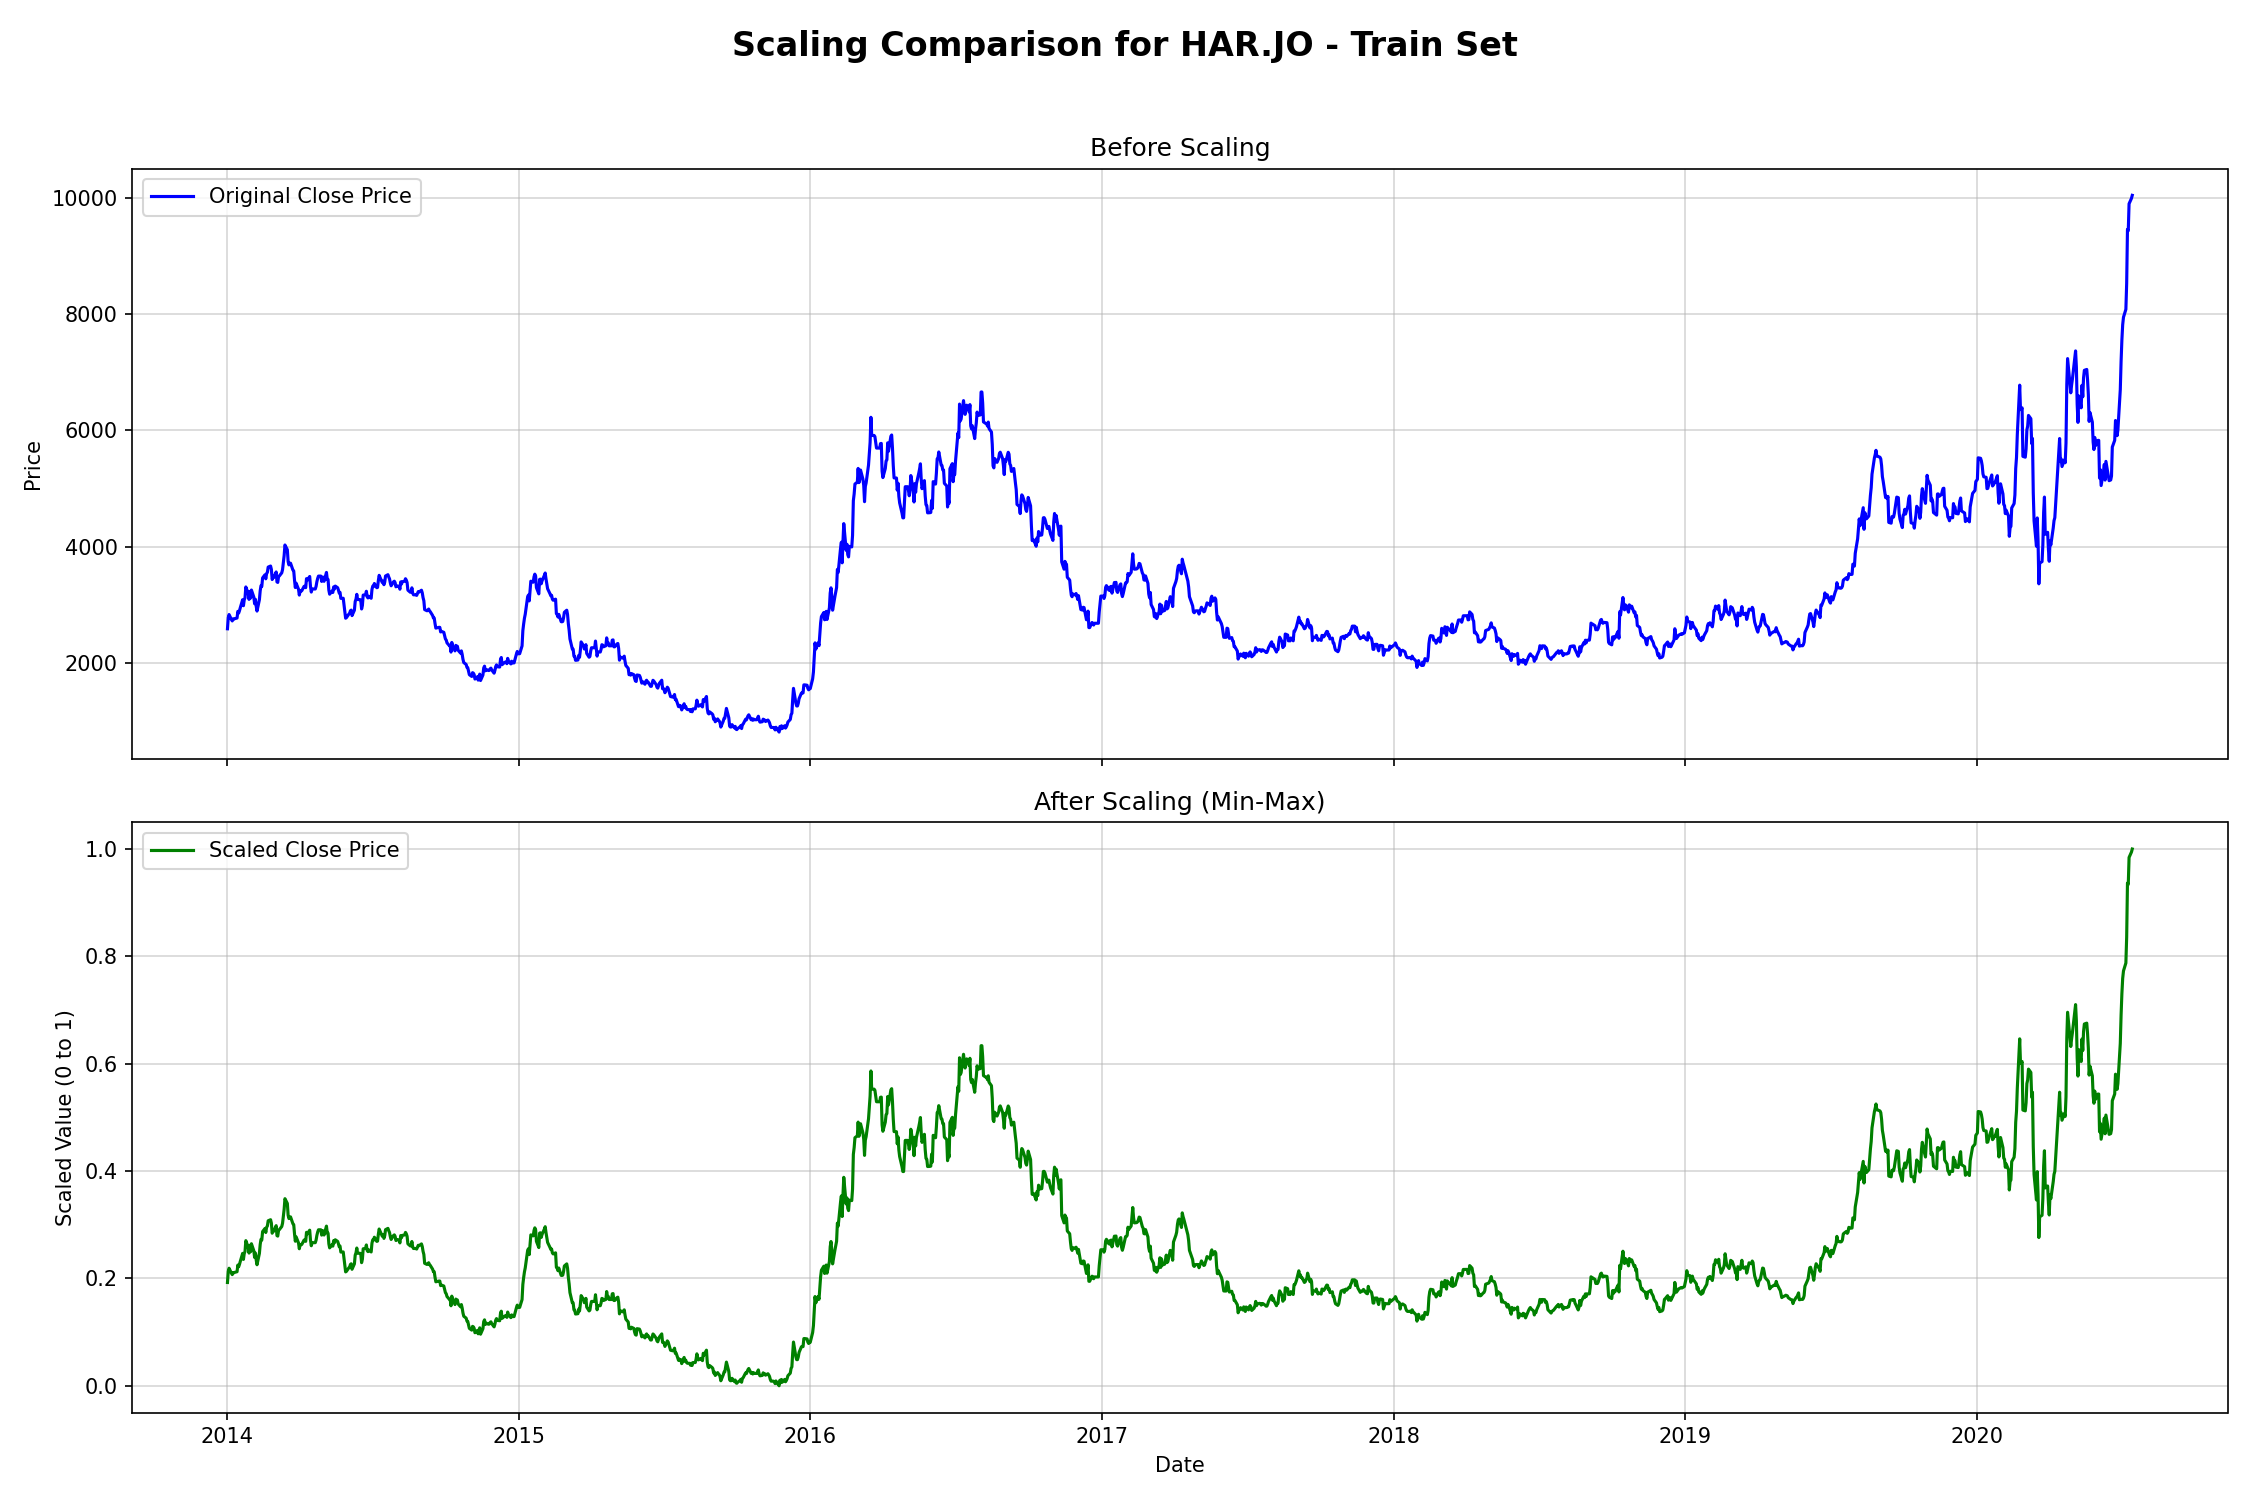 Scaling Comparison for HAR.JO - Train Set
Before Scaling
Original Close Price
10000
8000
6000
4000
2000
Price
After Scaling (Min-Max)
Scaled Close Price
1.0
0.8
0.6
0.4
0.2
0.0
Scaled Value (0 to 1)
2014 2015 2016 2017 2018 2019 2020
Date